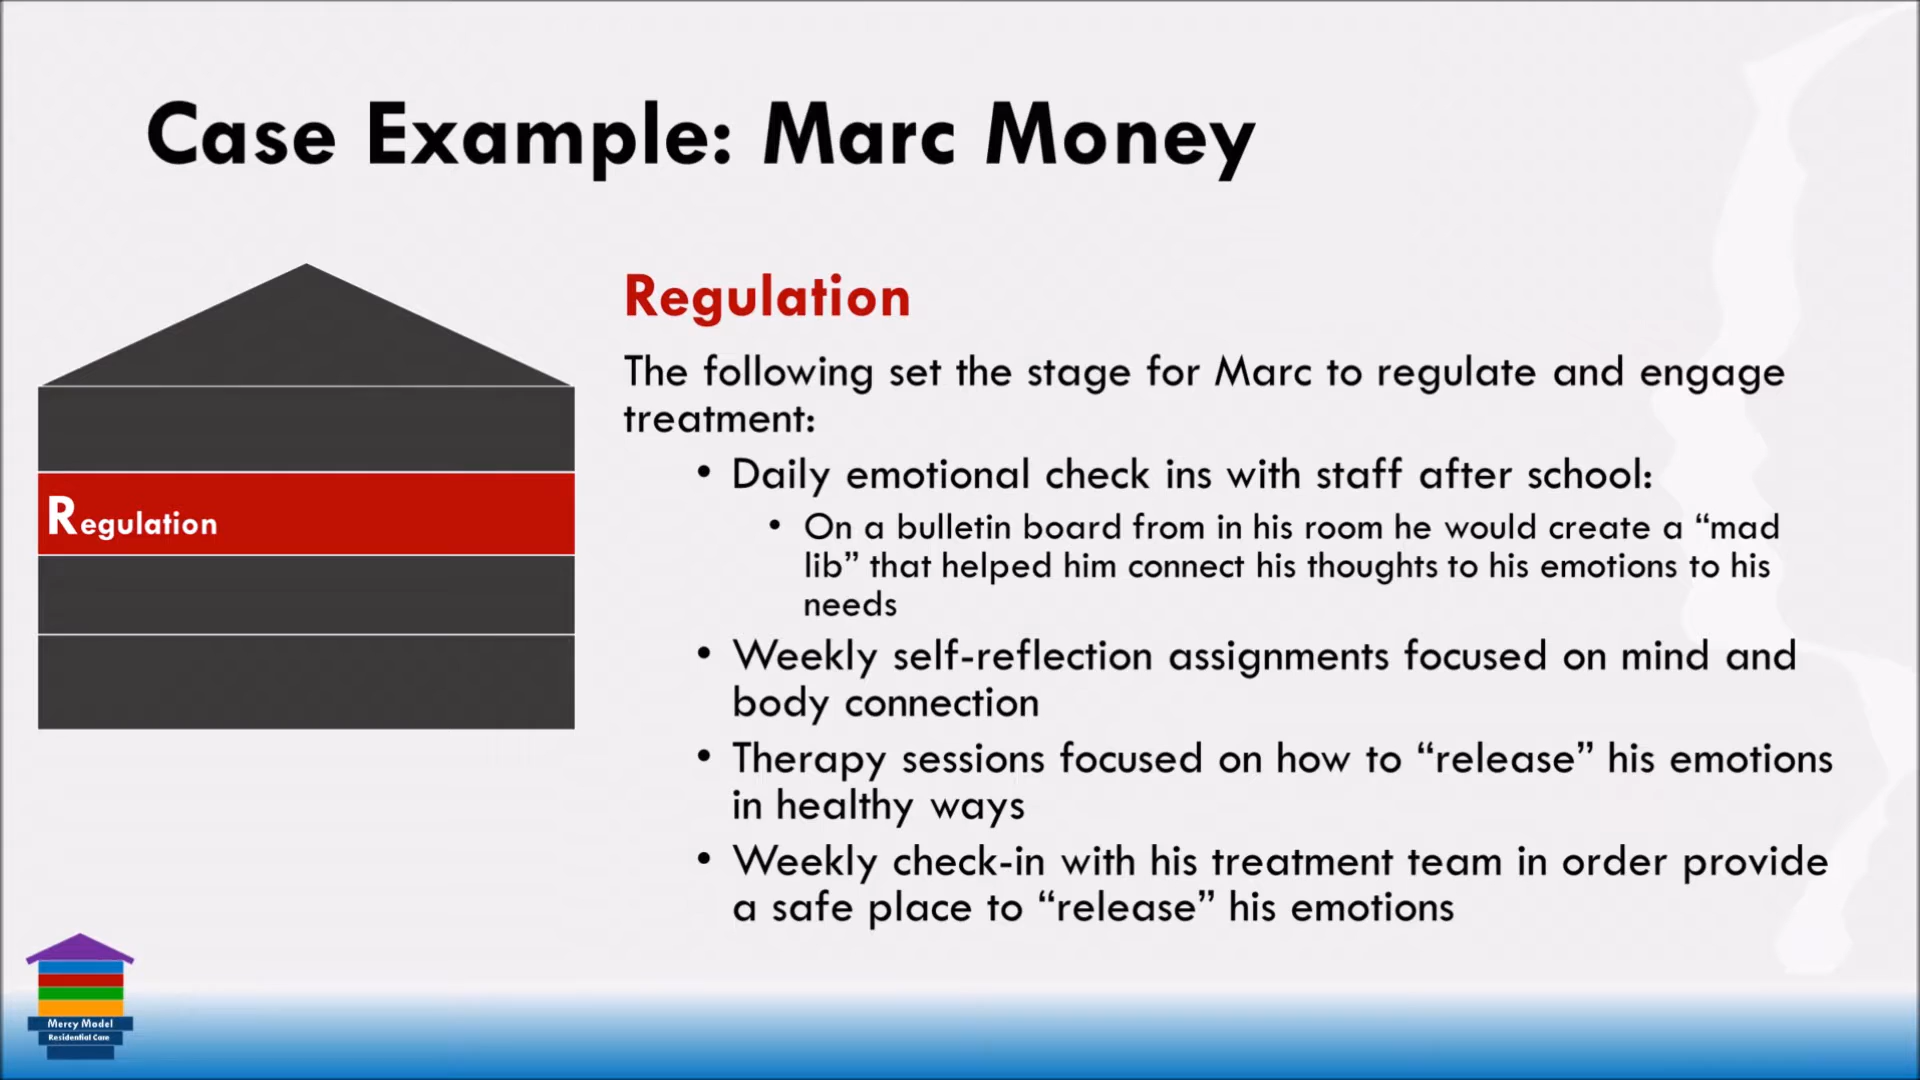 Case Example: Marc Money
Regulation
Regulation
The following set the stage for Marc to regulate and engage
treatment:
• Daily emotional check ins with staff after school:
• On a bulletin board from in his room he would create a “mad
lib” that helped him connect his thoughts to his emotions to his
needs
• Weekly self-reflection assignments focused on mind and
body connection
• Therapy sessions focused on how to “release” his emotions
in healthy ways
• Weekly check-in with his treatment team in order provide
a safe place to “release” his emotions
Mercy Model
Residential Care